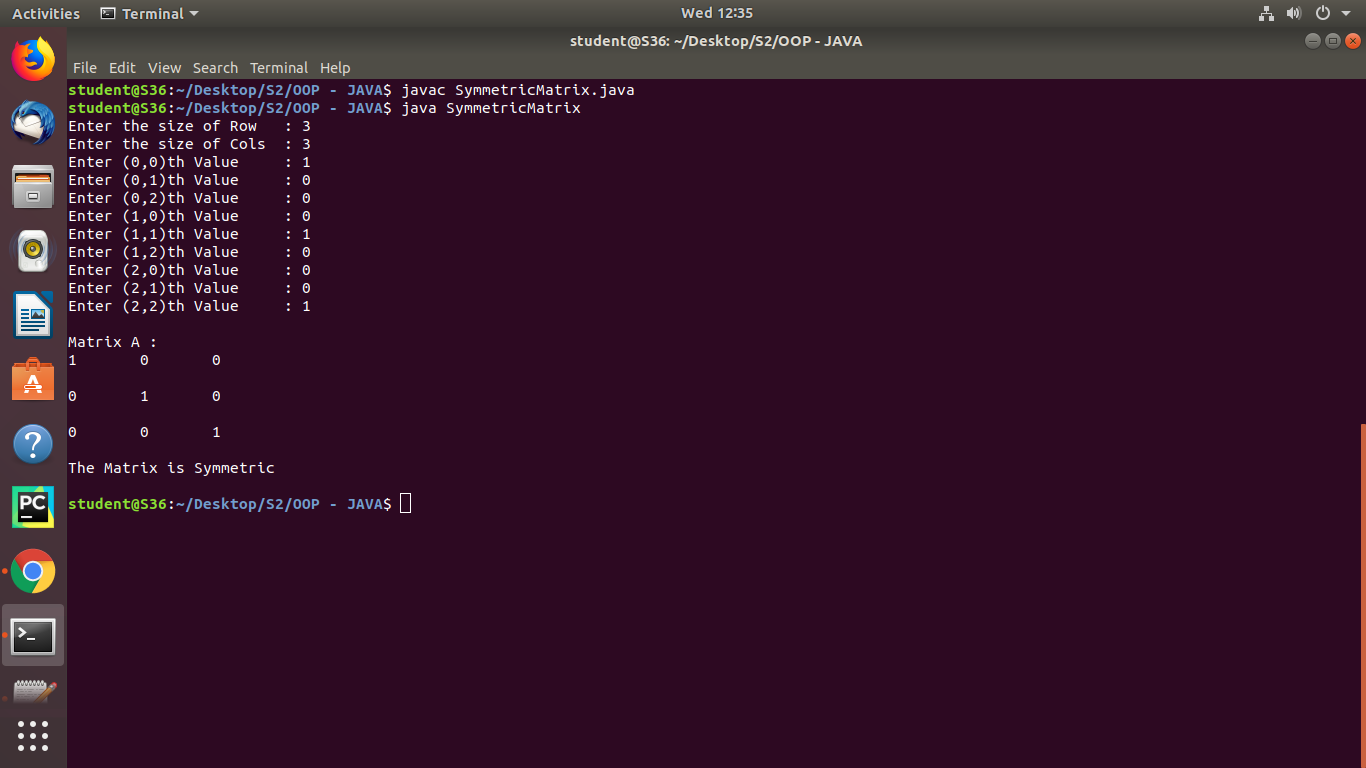 Activities Terminal Wed 12:35
student@S36: ~/Desktop/S2/OOP - JAVA
File Edit View Search Terminal Help
student@S36:~/Desktop/S2/OOP - JAVA$ javac SymmetricMatrix.java
student@S36:~/Desktop/S2/OOP - JAVA$ java SymmetricMatrix
Enter the size of Row   : 3
Enter the size of Cols  : 3
Enter (0,0)th Value     : 1
Enter (0,1)th Value     : 0
Enter (0,2)th Value     : 0
Enter (1,0)th Value     : 0
Enter (1,1)th Value     : 1
Enter (1,2)th Value     : 0
Enter (2,0)th Value     : 0
Enter (2,1)th Value     : 0
Enter (2,2)th Value     : 1
Matrix A :
1       0       0
0       1       0
0       0       1
The Matrix is Symmetric
student@S36:~/Desktop/S2/OOP - JAVA$
PC